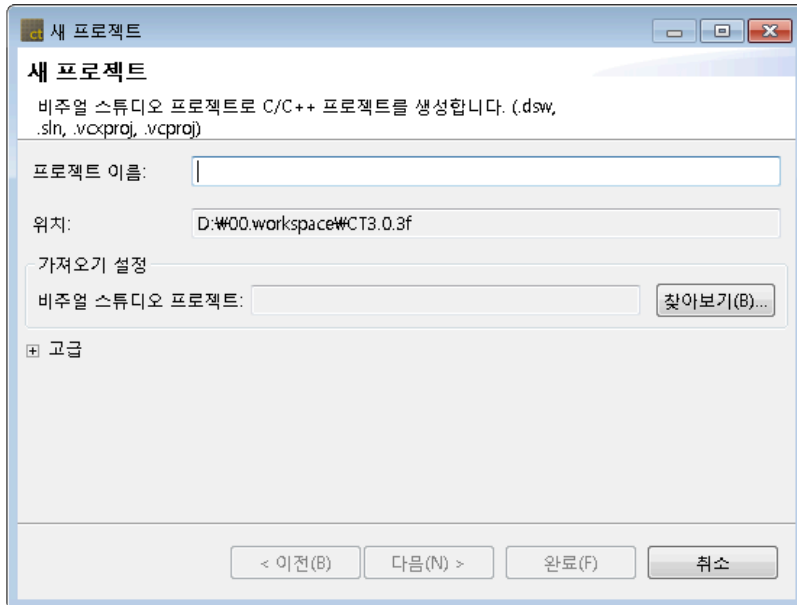 ct 새 프로젝트
새 프로젝트
비주얼 스튜디오 프로젝트로 C/C++ 프로젝트를 생성합니다. (.dsw,
.sln, .vcxproj, .vcproj)
프로젝트 이름:
위치: D:₩00.workspace₩CT3.0.3f
가져오기 설정
비주얼 스튜디오 프로젝트: 찾아보기(B)...
고급
< 이전(B) 다음(N) > 완료(F) 취소